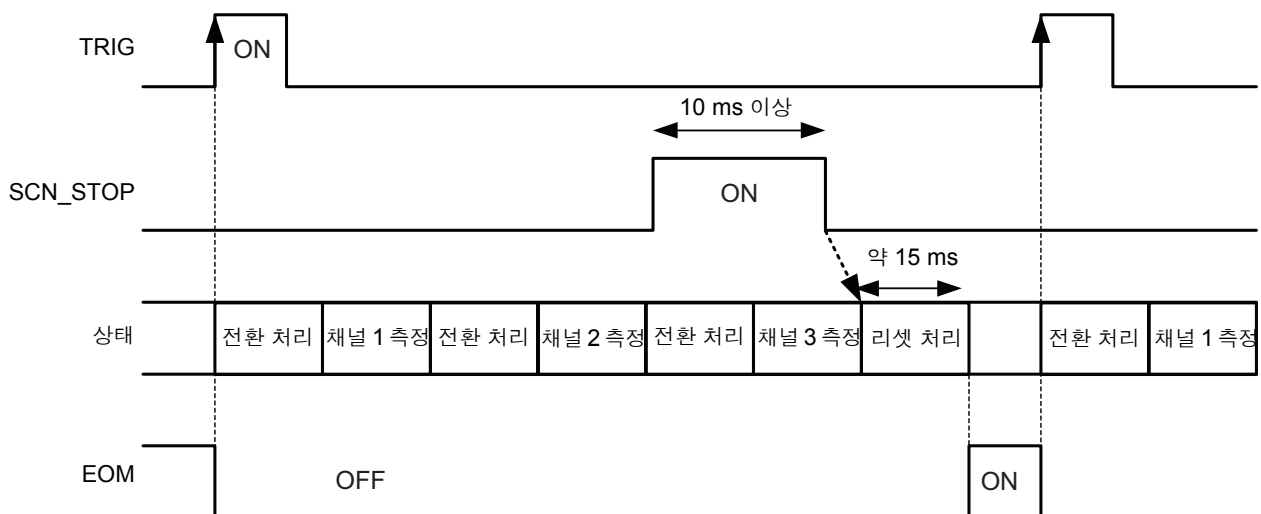 TRIG
ON
10 ms 이상
SCN_STOP
ON
약 15 ms
상태
전환 처리
채널 1 측정
전환 처리
채널 2 측정
전환 처리
채널 3 측정
리셋 처리
전환 처리
채널 1 측정
EOM
OFF
ON